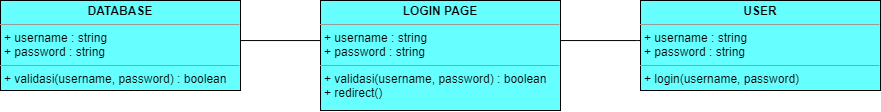 DATABASE
+ username : string
+ password : string
+ validasi(username, password) : boolean
LOGIN PAGE
+ username : string
+ password : string
+ validasi(username, password) : boolean
+ redirect()
USER
+ username : string
+ password : string
+ login(username, password)